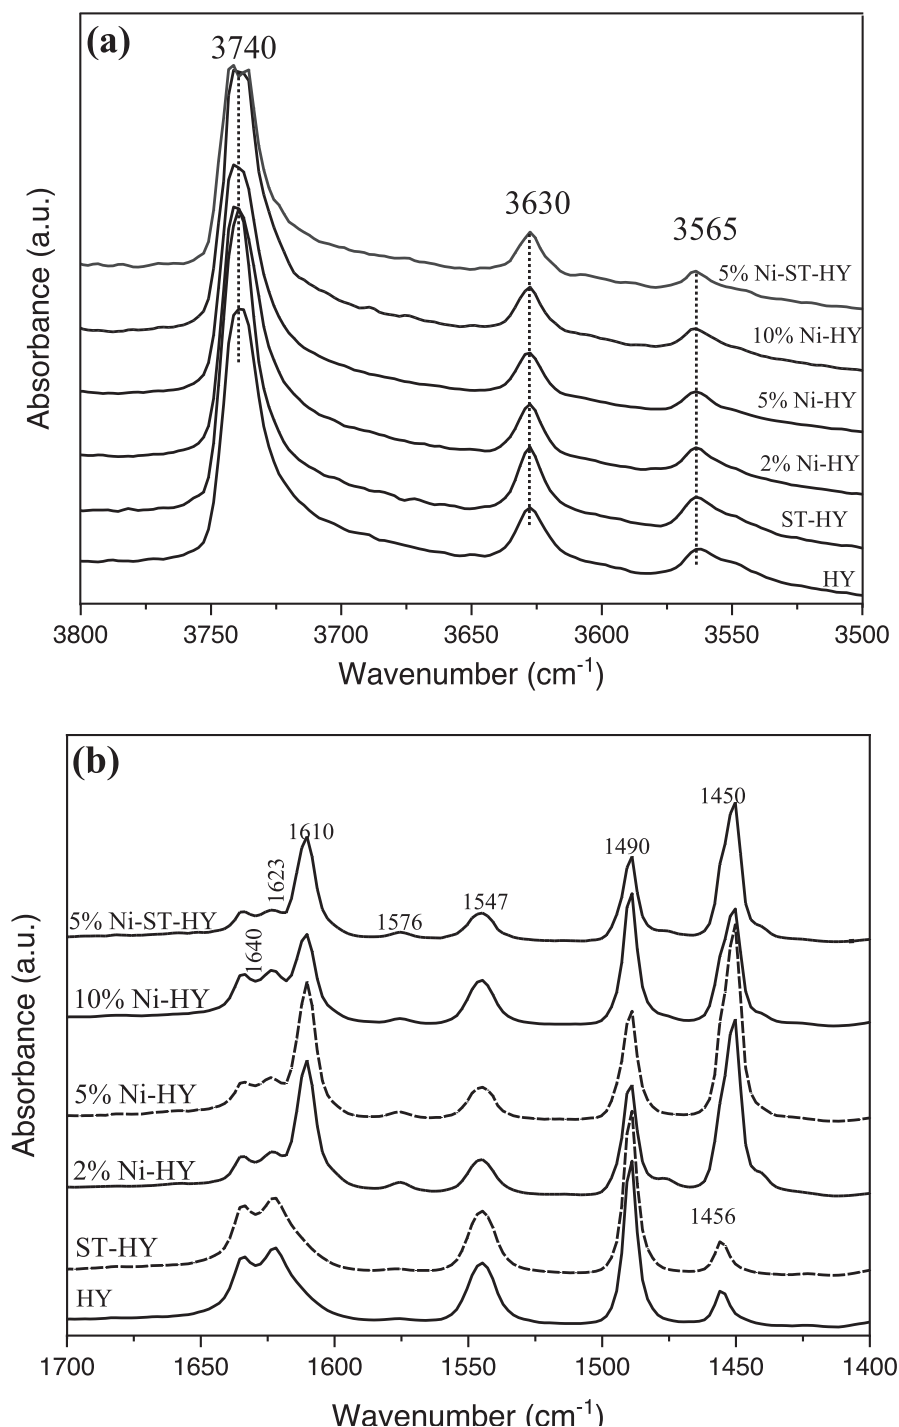 (a)
3740
3630
3565
5% Ni-ST-HY
10% Ni-HY
5% Ni-HY
2% Ni-HY
ST-HY
HY
Absorbance (a.u.)
3800 3750 3700 3650 3600 3550 3500
Wavenumber (cm-1)
(b)
1450
1610
1490
1623
1547
1576
5% Ni-ST-HY
1640
10% Ni-HY
5% Ni-HY
2% Ni-HY
1456
ST-HY
HY
Absorbance (a.u.)
1700 1650 1600 1550 1500 1450 1400
Wavenumber (cm-1)